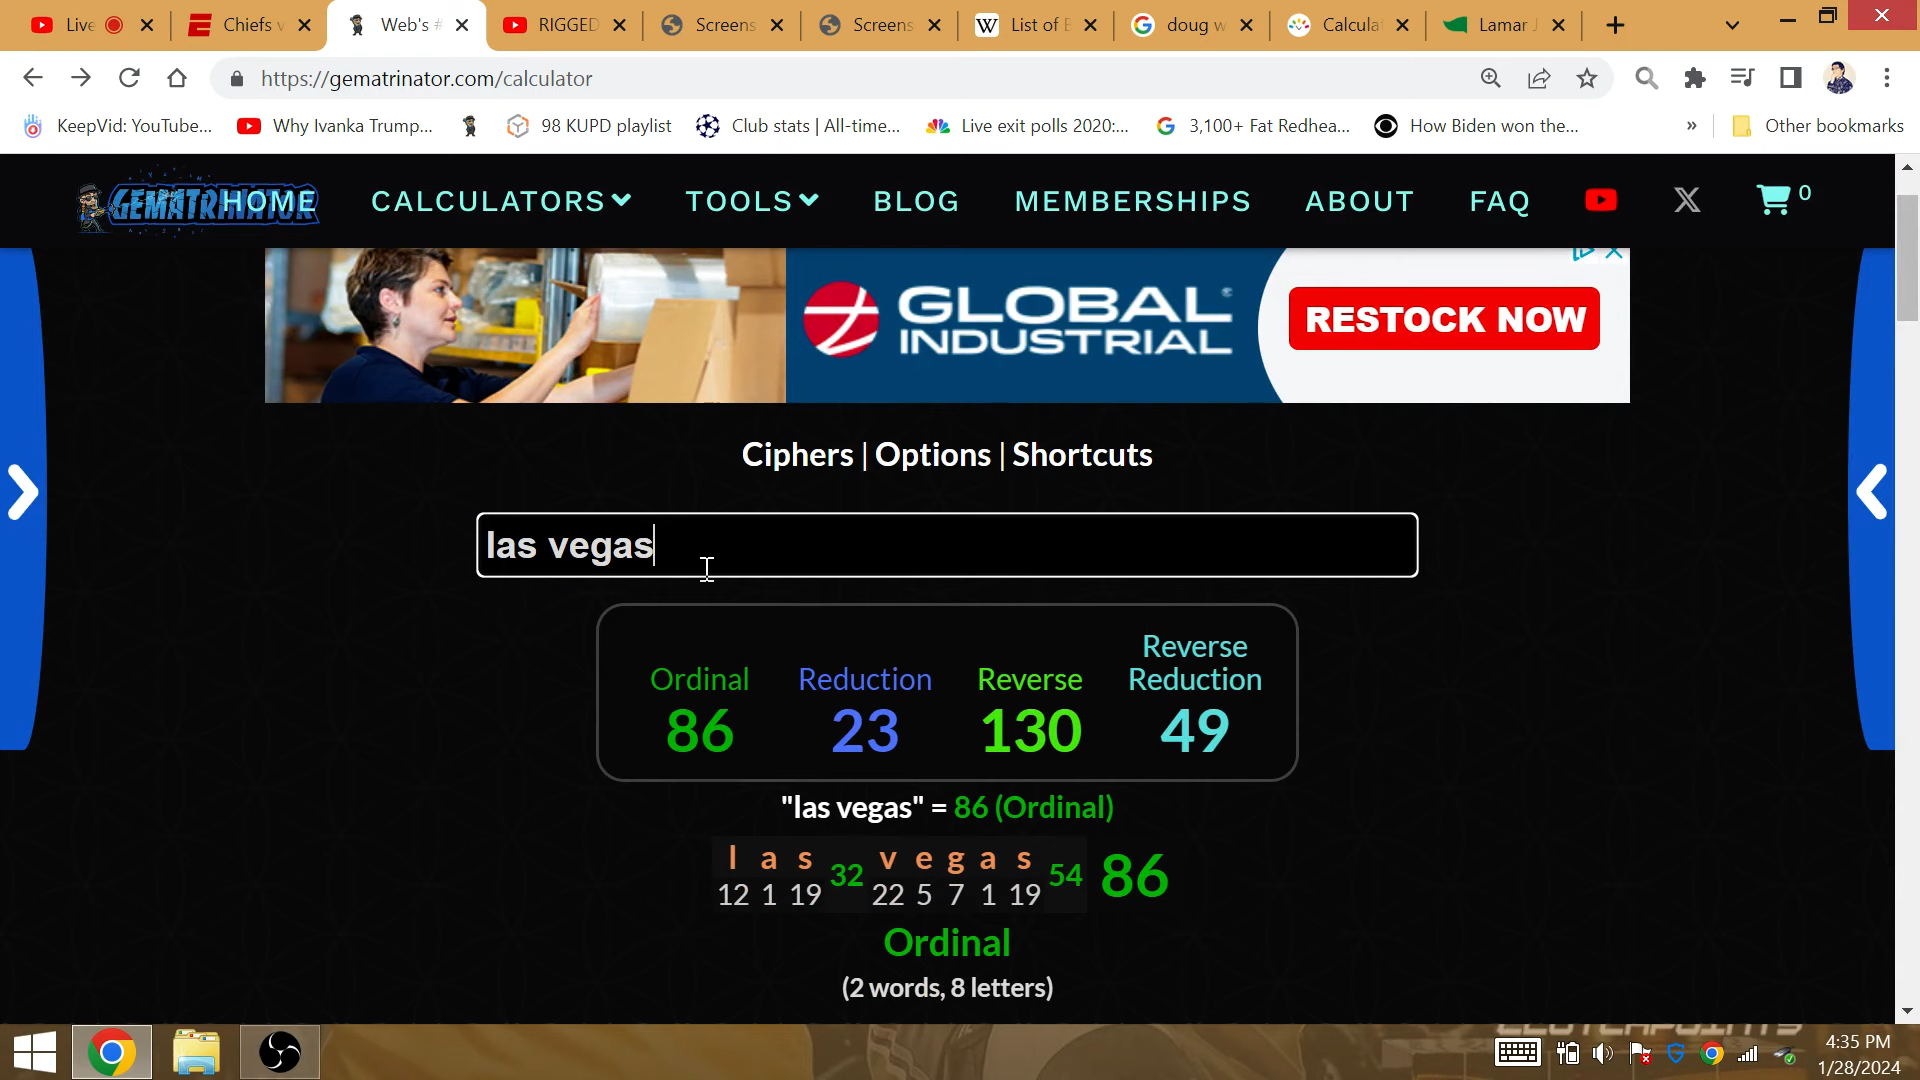 Live
Chiefs v
Web's #
RIGGED
Screens
Screens
List of E
doug w
Calcula
Lamar J
https://gematrinator.com/calculator
KeepVid: YouTube...
Why Ivanka Trump...
98 KUPD playlist
Club stats | All-time...
Live exit polls 2020:...
3,100+ Fat Redhea...
How Biden won the...
»
Other bookmarks
GEMATRINATOR
HOME
CALCULATORS
TOOLS
BLOG
MEMBERSHIPS
ABOUT
FAQ
X
0
GLOBAL
INDUSTRIAL
RESTOCK NOW
Ciphers | Options | Shortcuts
las vegas
Ordinal
86
Reduction
23
Reverse
130
Reverse
Reduction
49
"las vegas" = 86 (Ordinal)
l a s 32 v e g a s 54 86
12 1 19 22 5 7 1 19
Ordinal
(2 words, 8 letters)
CLUTCHPOINTS
4:35 PM
1/28/2024